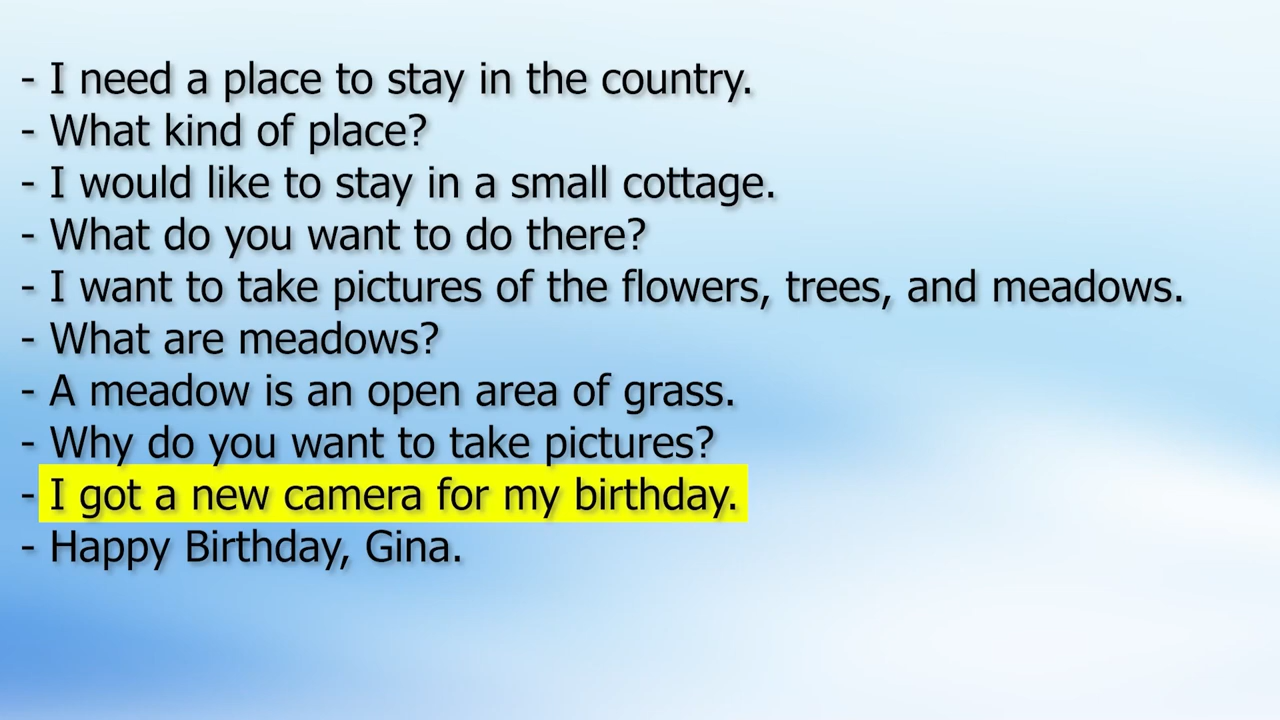 - I need a place to stay in the country.
- What kind of place?
- I would like to stay in a small cottage.
- What do you want to do there?
- I want to take pictures of the flowers, trees, and meadows.
- What are meadows?
- A meadow is an open area of grass.
- Why do you want to take pictures?
- I got a new camera for my birthday.
- Happy Birthday, Gina.